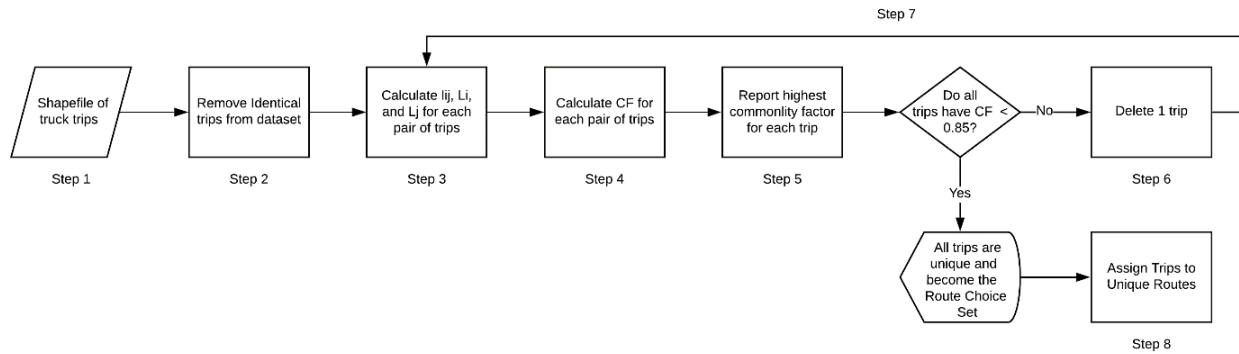 Step 7
Shapefile of
truck trips
Remove Identical
trips from dataset
Calculate lij, Li,
and Lj for each
pair of trips
Calculate CF for
each pair of trips
Report highest
commonlity factor
for each trip
Do all
trips have CF <
0.85?
No
Delete 1 trip
Step 1
Step 2
Step 3
Step 4
Step 5
Step 6
Yes
All trips are
unique and
become the
Route Choice
Set
Assign Trips to
Unique Routes
Step 8